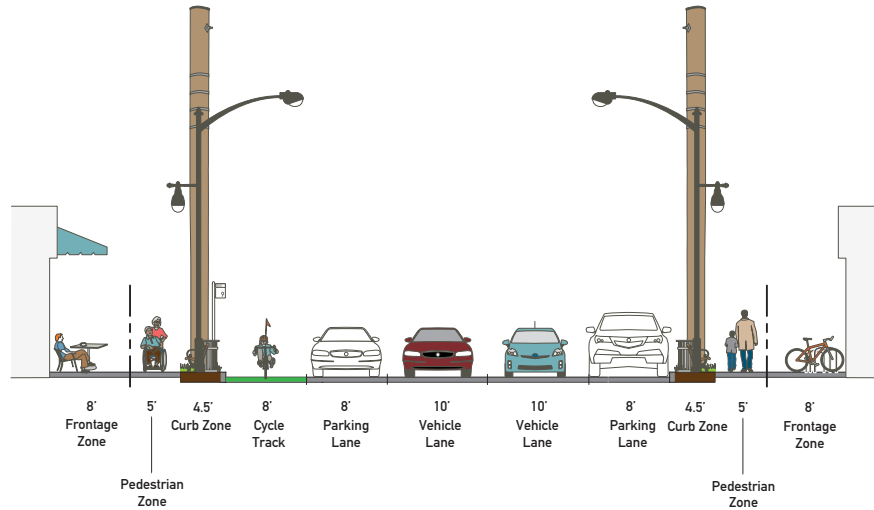 8'
Frontage
Zone
5'
Pedestrian
Zone
4.5'
Curb Zone
8'
Cycle
Track
8'
Parking
Lane
10'
Vehicle
Lane
10'
Vehicle
Lane
8'
Parking
Lane
4.5'
Curb Zone
5'
Pedestrian
Zone
8'
Frontage
Zone